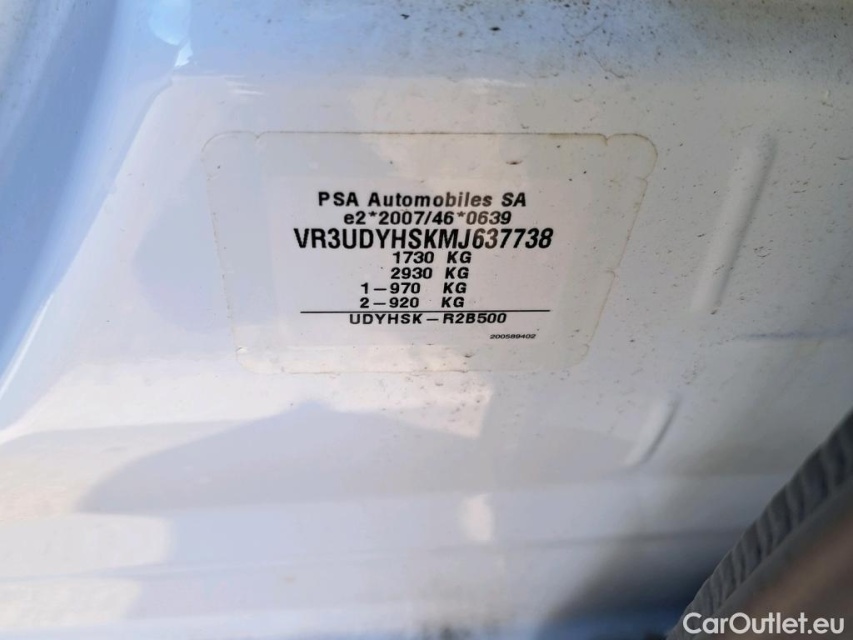 PSA Automobiles SA
e2*2007/46*0639
VR3UDYHSKMJ637738
1730 KG
2930 KG
1-970 KG
2-920 KG
UDYHSK-R2B500
200589402
CarOutlet.eu